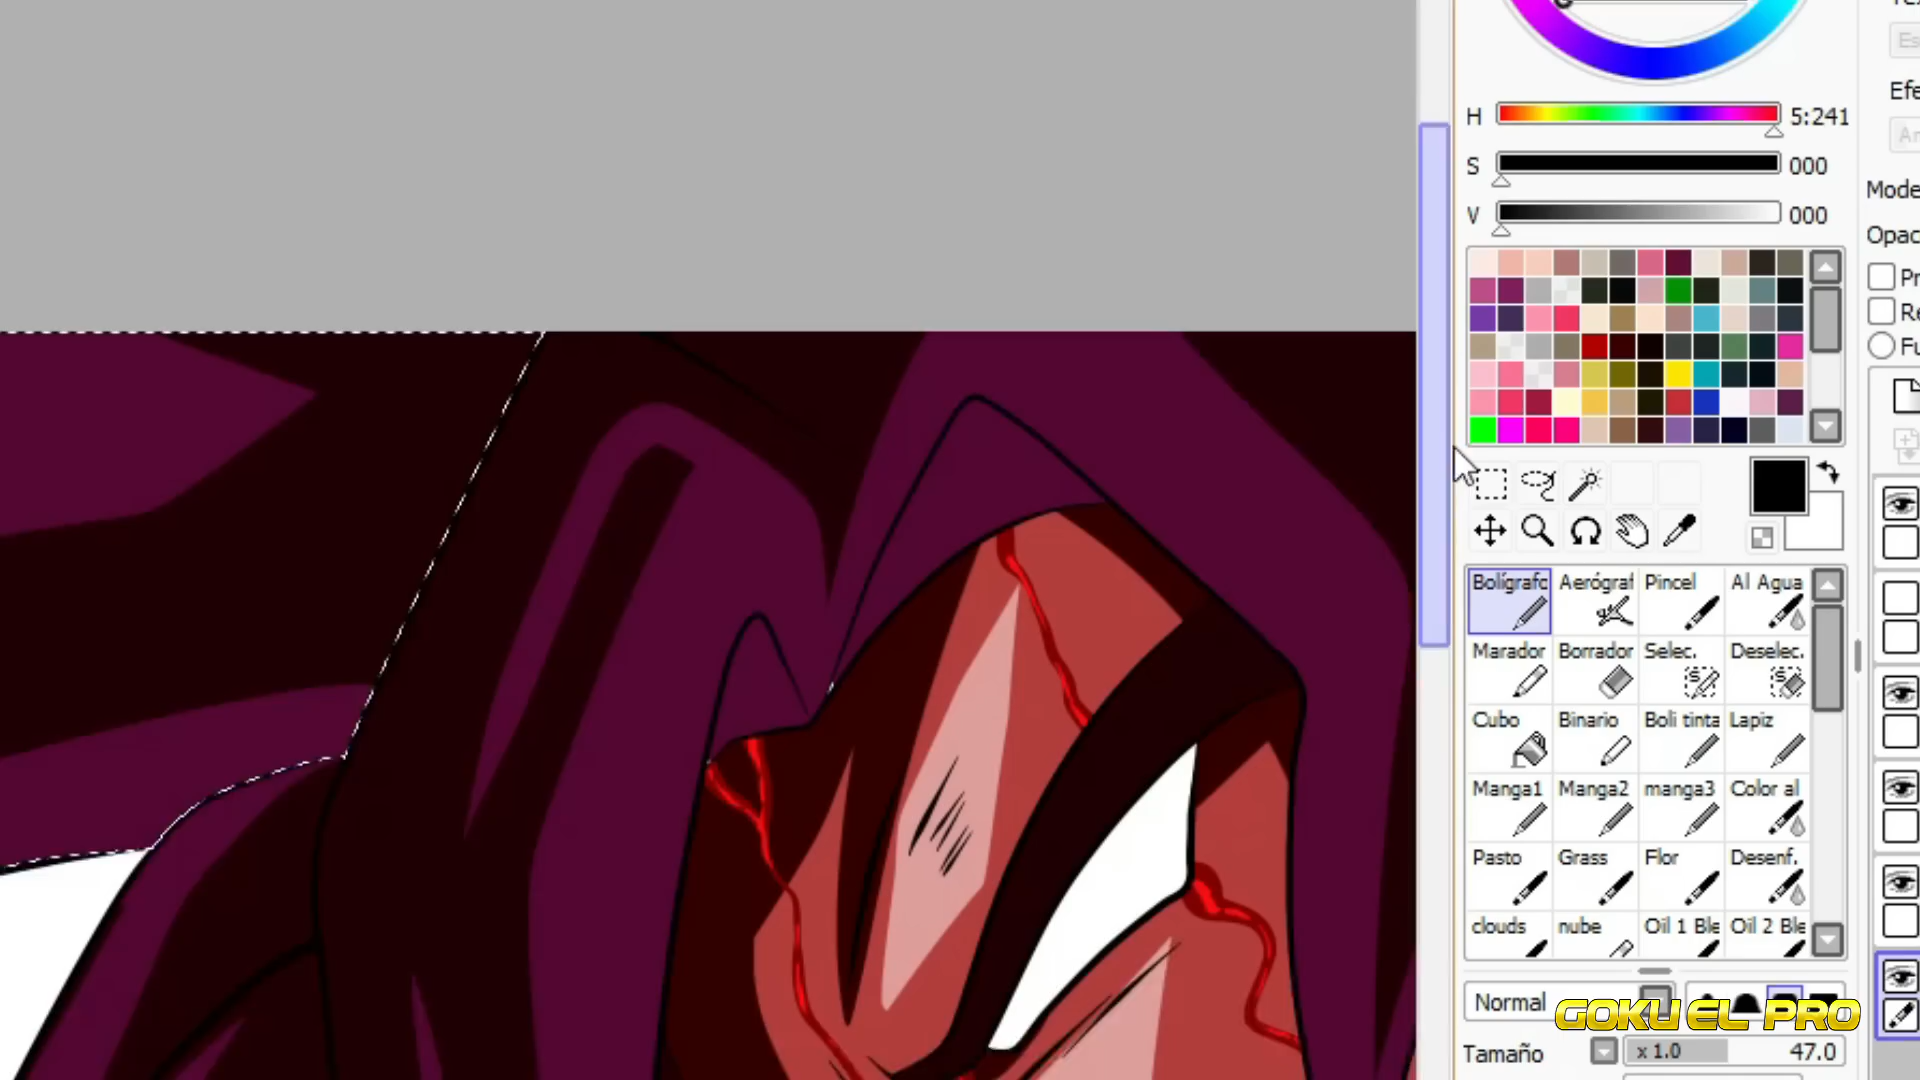 Es
H 5:241
Efe
S 000
Mode
V 000
Opac
Pr
Re
Fu
Bolígrafc Aerógraf Pincel Al Agua
Marador Borrador Selec. Deselec.
Cubo Binario Boli tinta Lapiz
Manga1 Manga2 manga3 Color al
Pasto Grass Flor Desenf.
clouds nube Oil 1 Ble Oil 2 Ble
Normal
GOKU EL PRO
Tamaño x 1.0 47.0